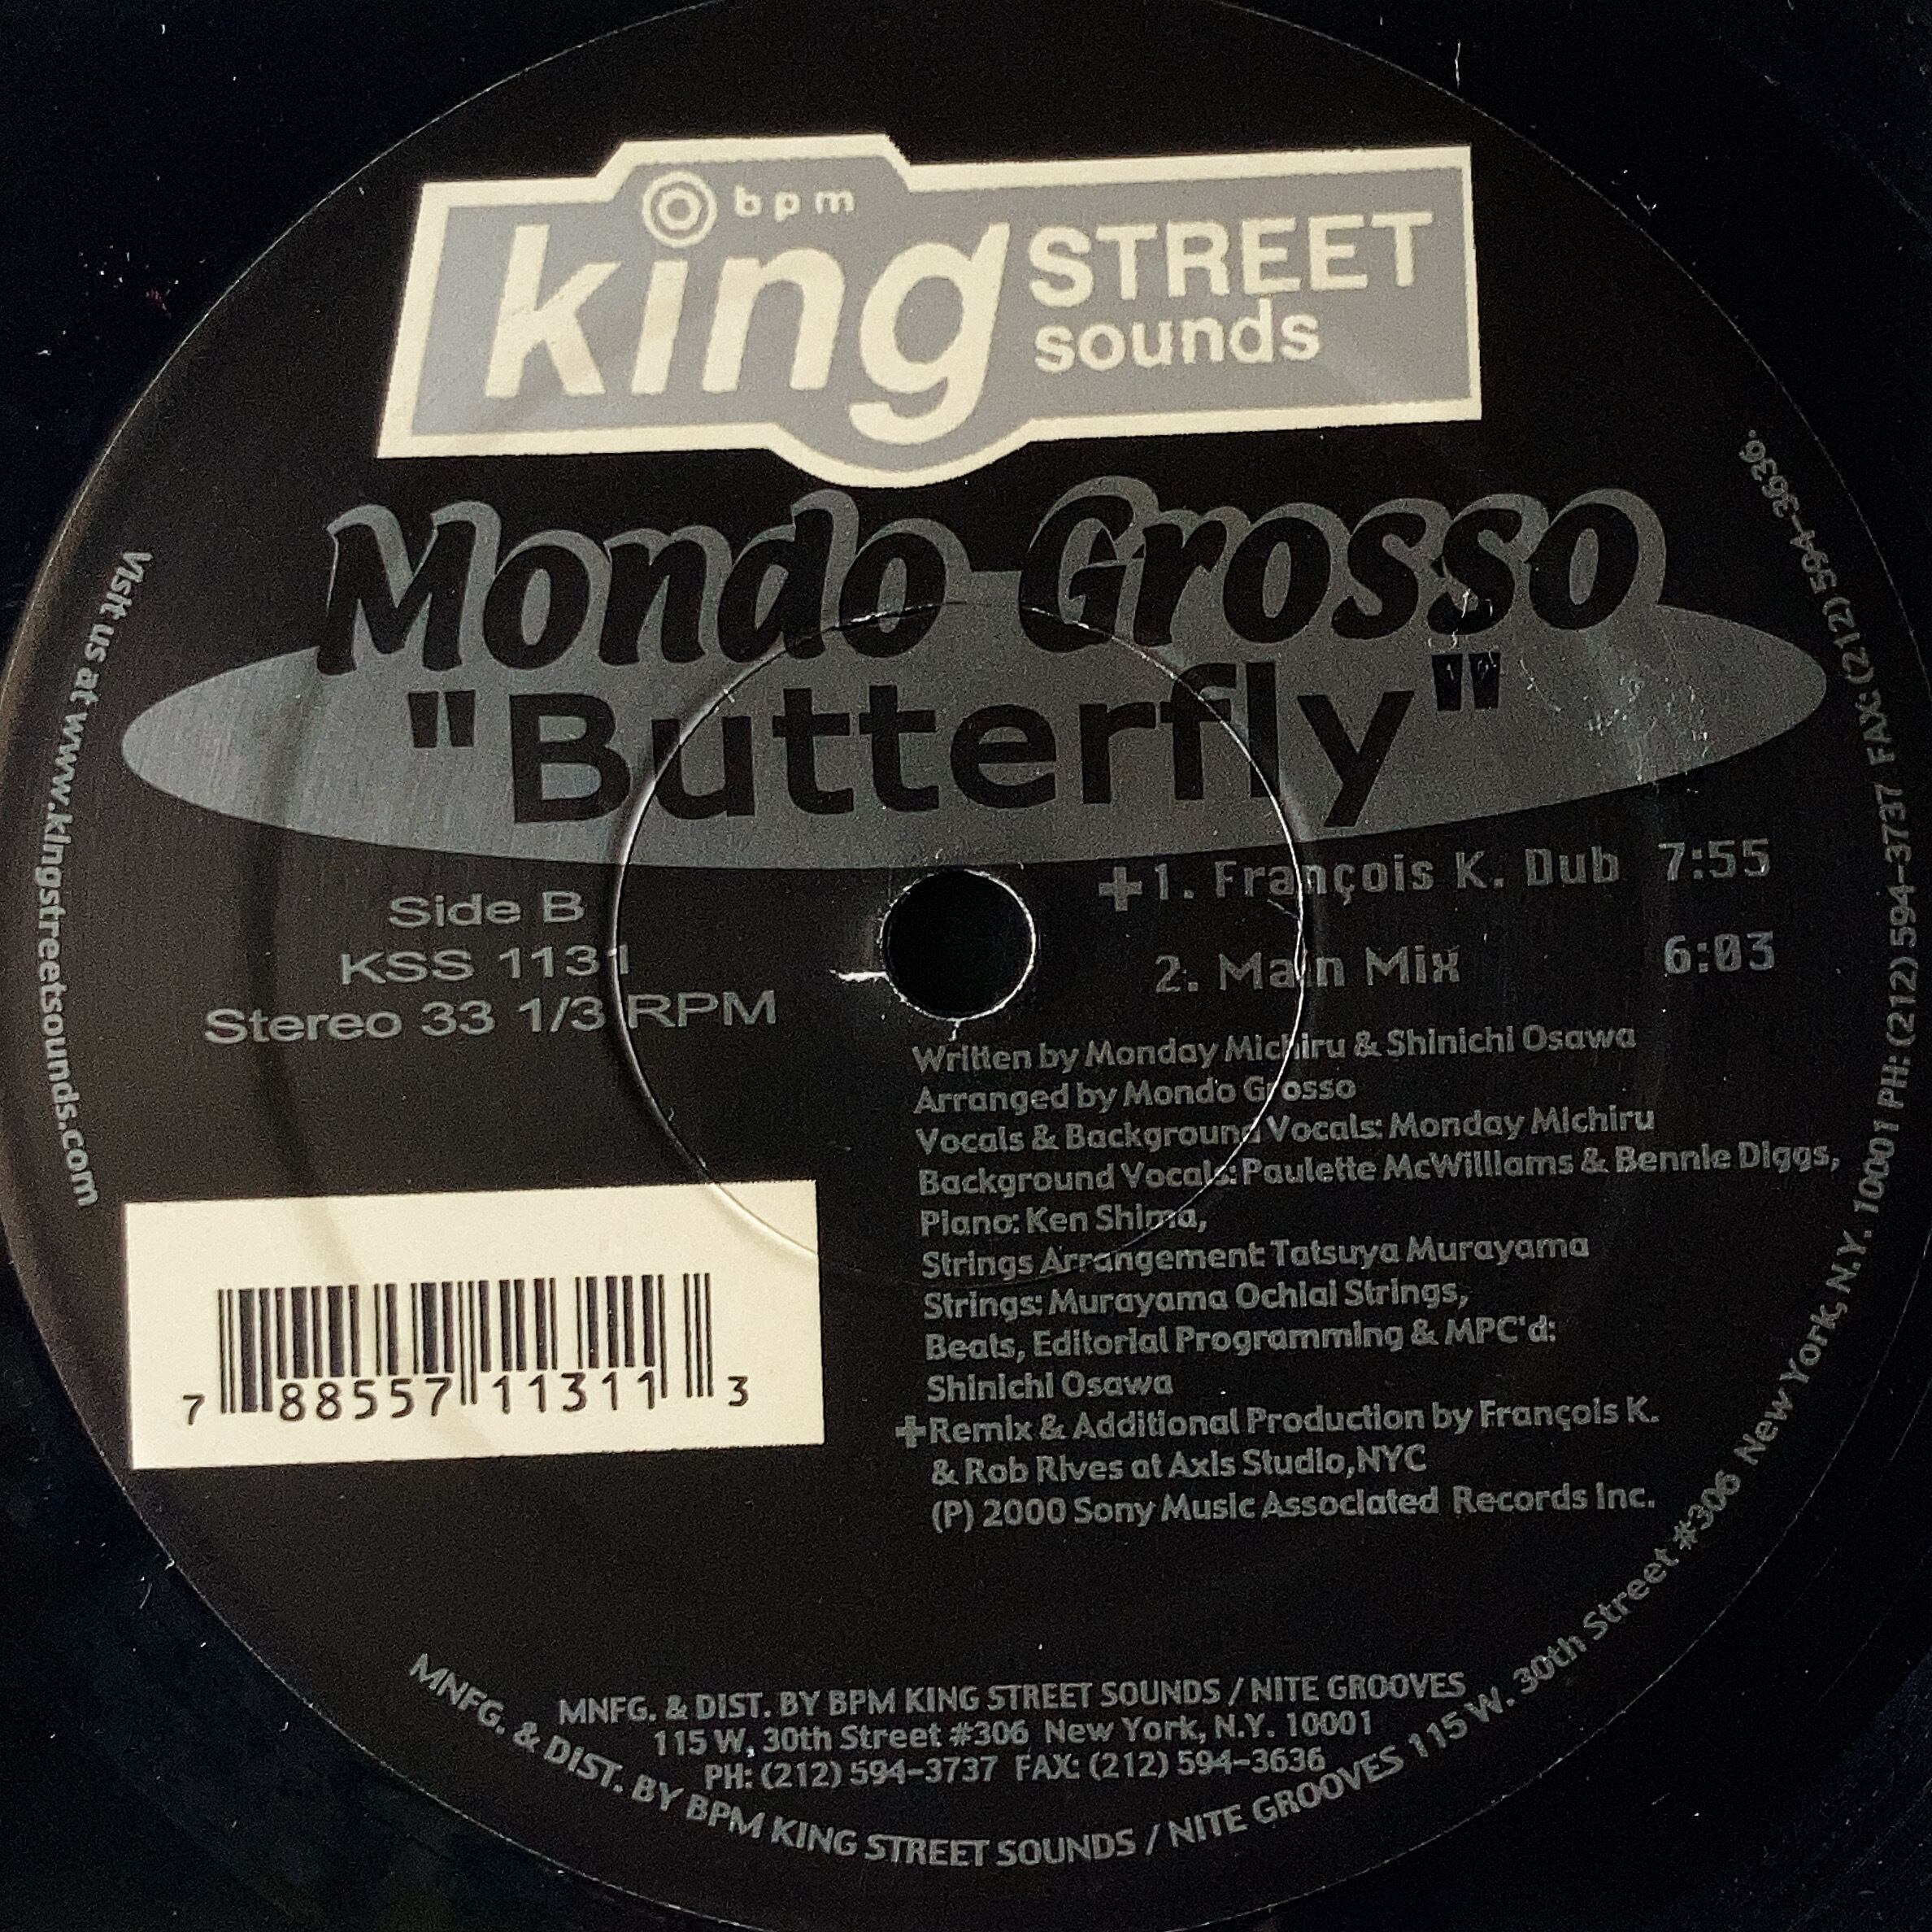 bpm
king STREET
sounds
Mondo Grosso
"Butterfly"
Side B
KSS 1131
Stereo 33 1/3 RPM
+1. François K. Dub 7:55
2. Main Mix 6:03
Written by Monday Michiru & Shinichi Osawa
Arranged by Mondo Grosso
Vocals & Background Vocals: Monday Michiru
Background Vocals: Paulette McWilliams & Bennie Diggs,
Piano: Ken Shima,
Strings Arrangement: Tatsuya Murayama
Strings: Murayama Ochiai Strings,
Beats, Editorial Programming & MPC'd:
Shinichi Osawa
+Remix & Additional Production by François K.
& Rob Rives at Axis Studio,NYC
(P) 2000 Sony Music Associated Records Inc.
7 88557 11311 3
MNFG. & DIST. BY BPM KING STREET SOUNDS / NITE GROOVES
115 W. 30th Street #306 New York, N.Y. 10001
PH: (212) 594-3737 FAX: (212) 594-3636
Visit us at www.kingstreetsounds.com
MNFG. & DIST. BY BPM KING STREET SOUNDS / NITE GROOVES 115 W. 30th Street #306 New York, N.Y. 10001 PH: (212) 594-3737 FAX: (212) 594-3636.